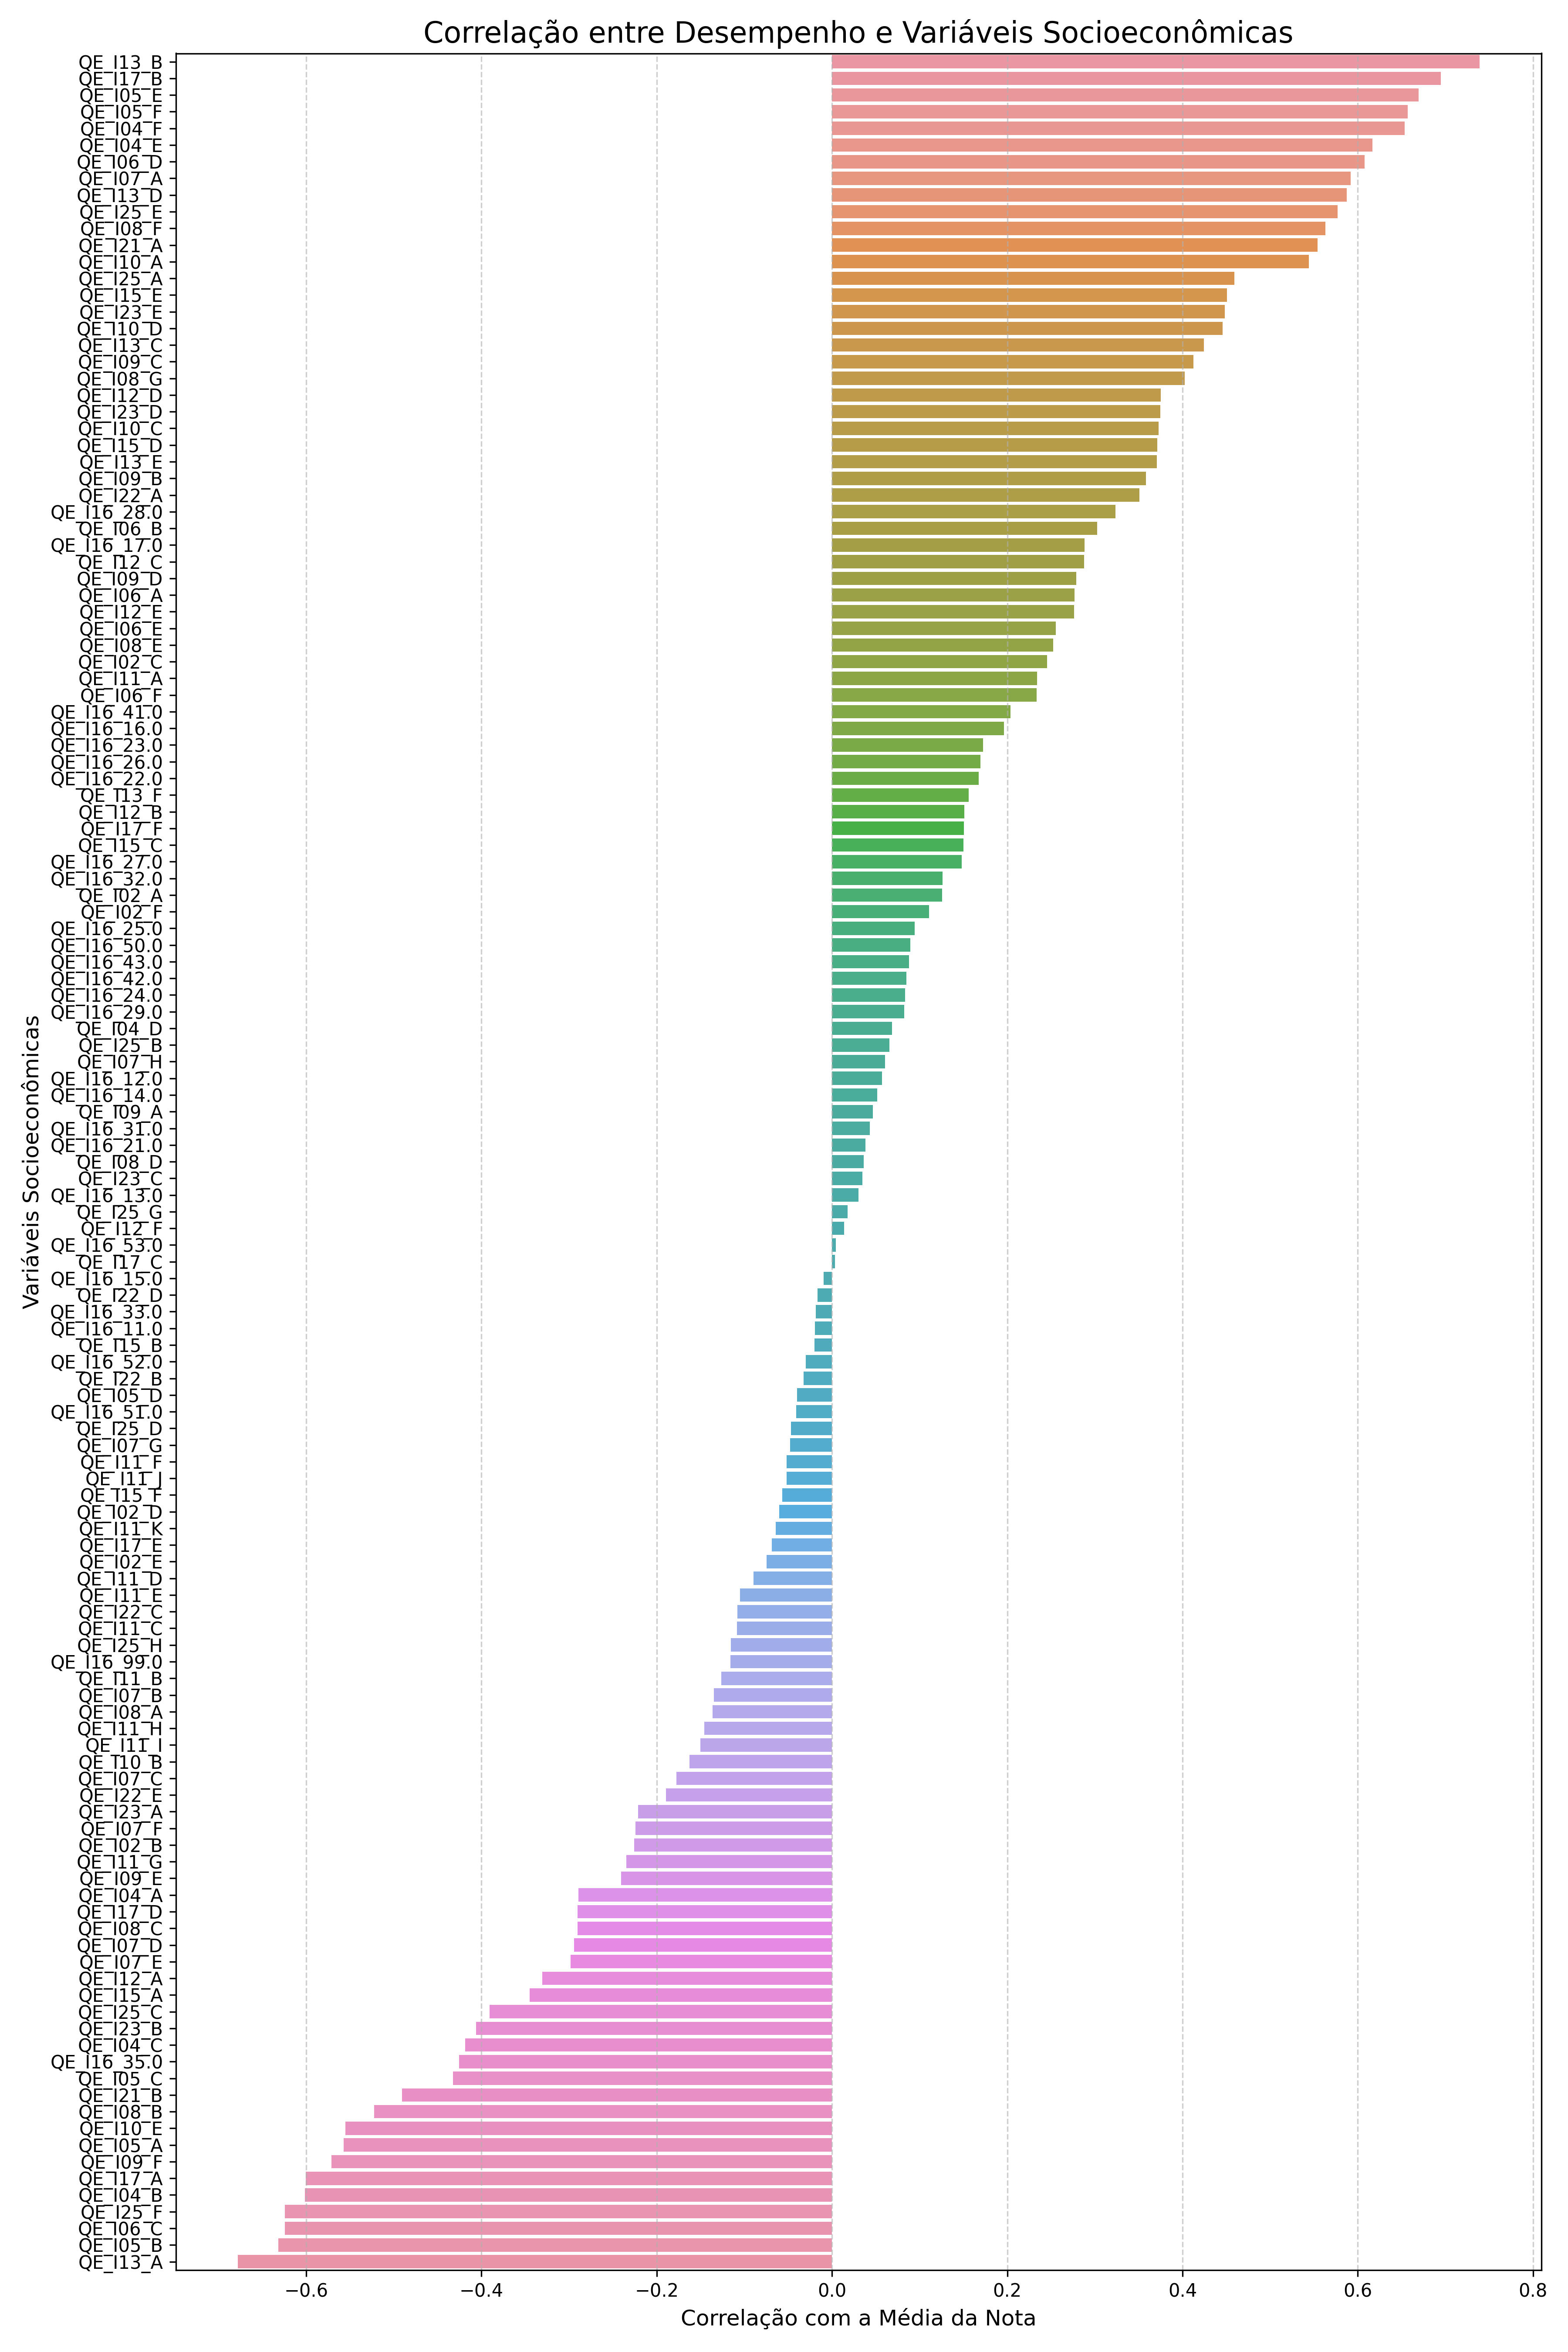 Correlação entre Desempenho e Variáveis Socioeconômicas
QE_I13_B
QE_I17_B
QE_I05_E
QE_I05_F
QE_I04_F
QE_I04_E
QE_I06_D
QE_I07_A
QE_I13_D
QE_I25_E
QE_I08_F
QE_I21_A
QE_I10_A
QE_I25_A
QE_I15_E
QE_I23_E
QE_I10_D
QE_I13_C
QE_I09_C
QE_I08_G
QE_I12_D
QE_I23_D
QE_I10_C
QE_I15_D
QE_I13_E
QE_I09_B
QE_I22_A
QE_I16_28.0
QE_I06_B
QE_I16_17.0
QE_I12_C
QE_I09_D
QE_I06_A
QE_I12_E
QE_I06_E
QE_I08_E
QE_I02_C
QE_I11_A
QE_I06_F
QE_I16_41.0
QE_I16_16.0
QE_I16_23.0
QE_I16_26.0
QE_I16_22.0
QE_I13_F
QE_I12_B
QE_I17_F
QE_I15_C
QE_I16_27.0
QE_I16_32.0
QE_I02_A
QE_I02_F
QE_I16_25.0
QE_I16_50.0
QE_I16_43.0
QE_I16_42.0
QE_I16_24.0
QE_I16_29.0
QE_I04_D
QE_I25_B
QE_I07_H
QE_I16_12.0
QE_I16_14.0
QE_I09_A
QE_I16_31.0
QE_I16_21.0
QE_I08_D
QE_I23_C
QE_I16_13.0
QE_I25_G
QE_I12_F
QE_I16_53.0
QE_I17_C
QE_I16_15.0
QE_I22_D
QE_I16_33.0
QE_I16_11.0
QE_I15_B
QE_I16_52.0
QE_I22_B
QE_I05_D
QE_I16_51.0
QE_I25_D
QE_I07_G
QE_I11_F
QE_I11_J
QE_I15_F
QE_I02_D
QE_I11_K
QE_I17_E
QE_I02_E
QE_I11_D
QE_I11_E
QE_I22_C
QE_I11_C
QE_I25_H
QE_I16_99.0
QE_I11_B
QE_I07_B
QE_I08_A
QE_I11_H
QE_I11_I
QE_I10_B
QE_I07_C
QE_I22_E
QE_I23_A
QE_I07_F
QE_I02_B
QE_I11_G
QE_I09_E
QE_I04_A
QE_I17_D
QE_I08_C
QE_I07_D
QE_I07_E
QE_I12_A
QE_I15_A
QE_I25_C
QE_I23_B
QE_I04_C
QE_I16_35.0
QE_I05_C
QE_I21_B
QE_I08_B
QE_I10_E
QE_I05_A
QE_I09_F
QE_I17_A
QE_I04_B
QE_I25_F
QE_I06_C
QE_I05_B
QE_I13_A
Variáveis Socioeconômicas
−0.6 −0.4 −0.2 0.0 0.2 0.4 0.6 0.8
Correlação com a Média da Nota